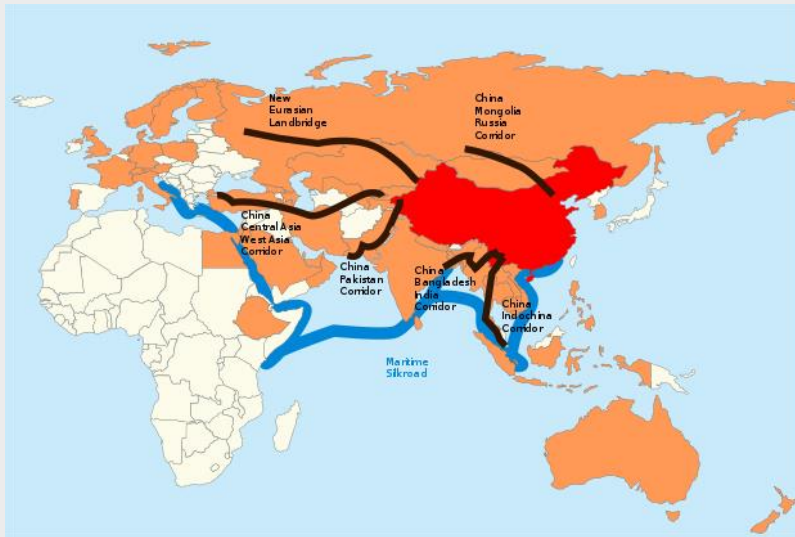 New
Eurasian
Landbridge
China
Mongolia
Russia
Corridor
China
Central Asia
West Asia
Corridor
China
Pakistan
Corridor
China
Bangladesh
India
Corridor
China
Indochina
Corridor
Maritime
Silkroad